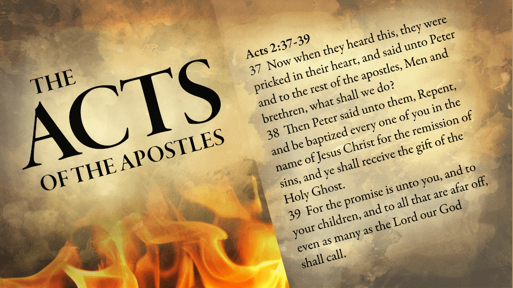 THE
ACTS
OF THE APOSTLES
Acts 2:37-39
37 Now when they heard this, they were
pricked in their heart, and said unto Peter
and to the rest of the apostles, Men and
brethren, what shall we do?
38 Then Peter said unto them, Repent,
and be baptized every one of you in the
name of Jesus Christ for the remission of
sins, and ye shall receive the gift of the
Holy Ghost.
39 For the promise is unto you, and to
your children, and to all that are afar off,
even as many as the Lord our God
shall call.